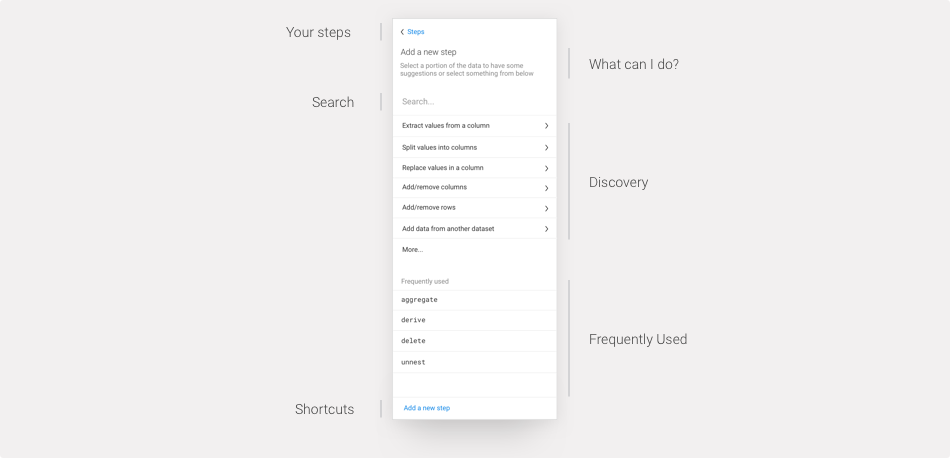 Your steps
Steps
Add a new step
What can I do?
Select a portion of the data to have some
suggestions or select something from below
Search
Search...
Extract values from a column
Split values into columns
Replace values in a column
Discovery
Add/remove columns
Add/remove rows
Add data from another dataset
More...
Frequently used
aggregate
derive
Frequently Used
delete
unnest
Shortcuts
Add a new step